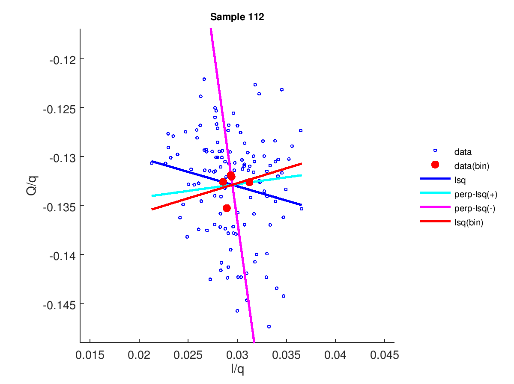 Sample 112
-0.12
-0.125
-0.13
-0.135
-0.14
-0.145
Q/q
0.015 0.02 0.025 0.03 0.035 0.04 0.045
I/q
data
data(bin)
lsq
perp-lsq(+)
perp-lsq(-)
lsq(bin)